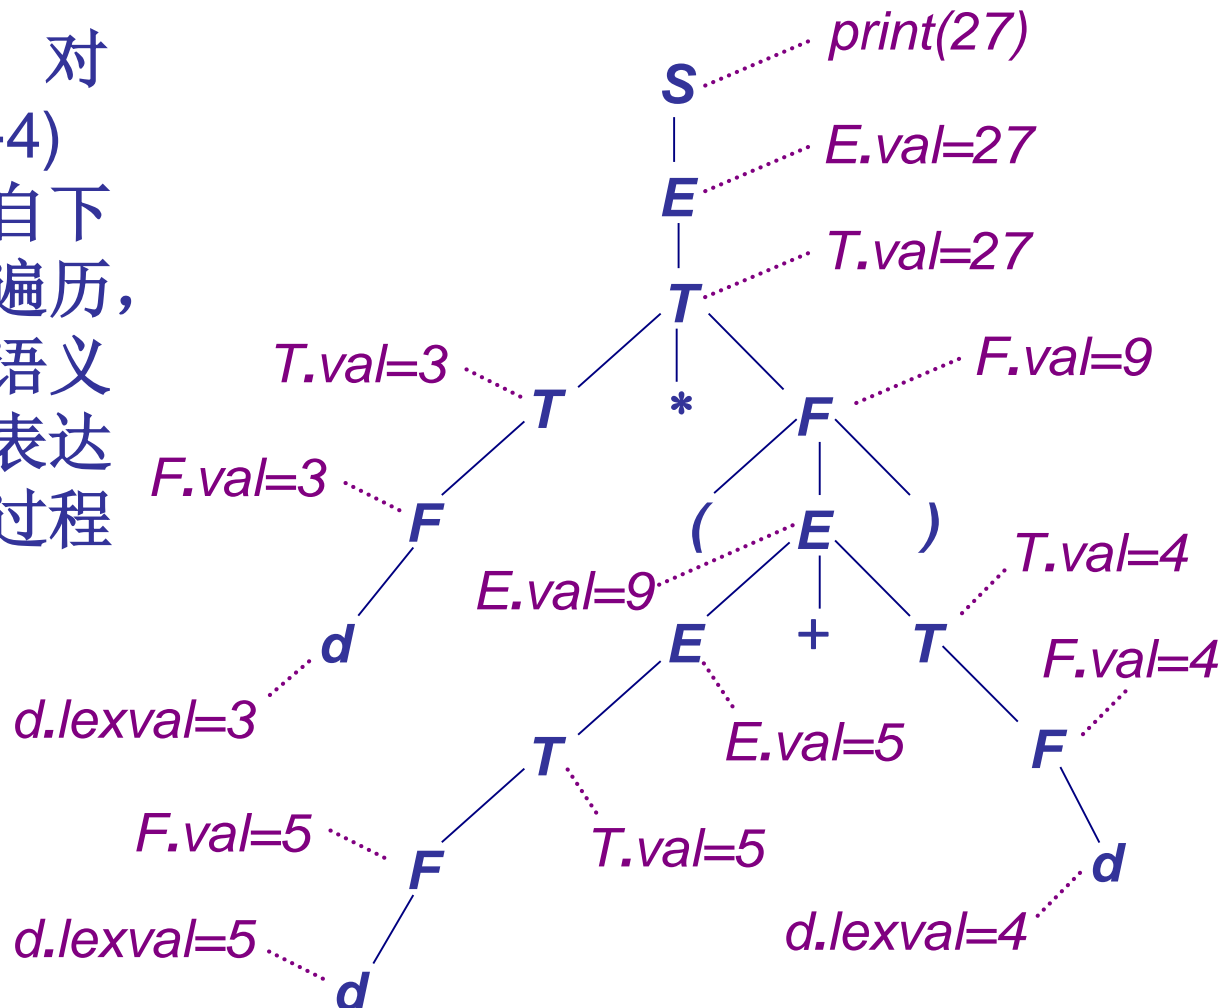 对
4)
自下
遍历，
语义
表达
过程
print(27)
S
E.val=27
E
T.val=27
T
T.val=3
F.val=9
T * F
F.val=3
F ( E )
T.val=4
E.val=9
d E + T
F.val=4
d.lexval=3
E.val=5
T F
F.val=5
T.val=5
F d
d.lexval=5
d.lexval=4
d